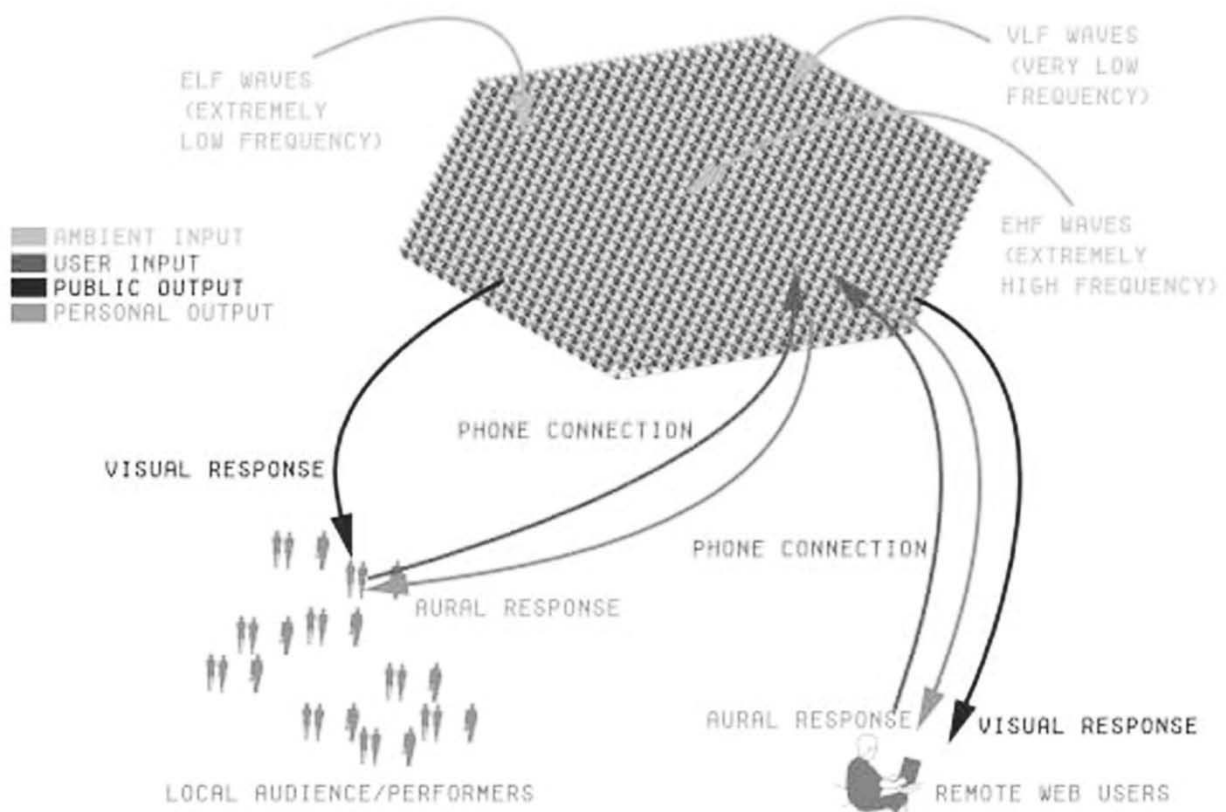 ELF WAVES
(EXTREMELY
LOW FREQUENCY)
VLF WAVES
(VERY LOW
FREQUENCY)
EHF WAVES
(EXTREMELY
HIGH FREQUENCY)
AMBIENT INPUT
USER INPUT
PUBLIC OUTPUT
PERSONAL OUTPUT
PHONE CONNECTION
VISUAL RESPONSE
PHONE CONNECTION
AURAL RESPONSE
AURAL RESPONSE
VISUAL RESPONSE
LOCAL AUDIENCE/PERFORMERS
REMOTE WEB USERS